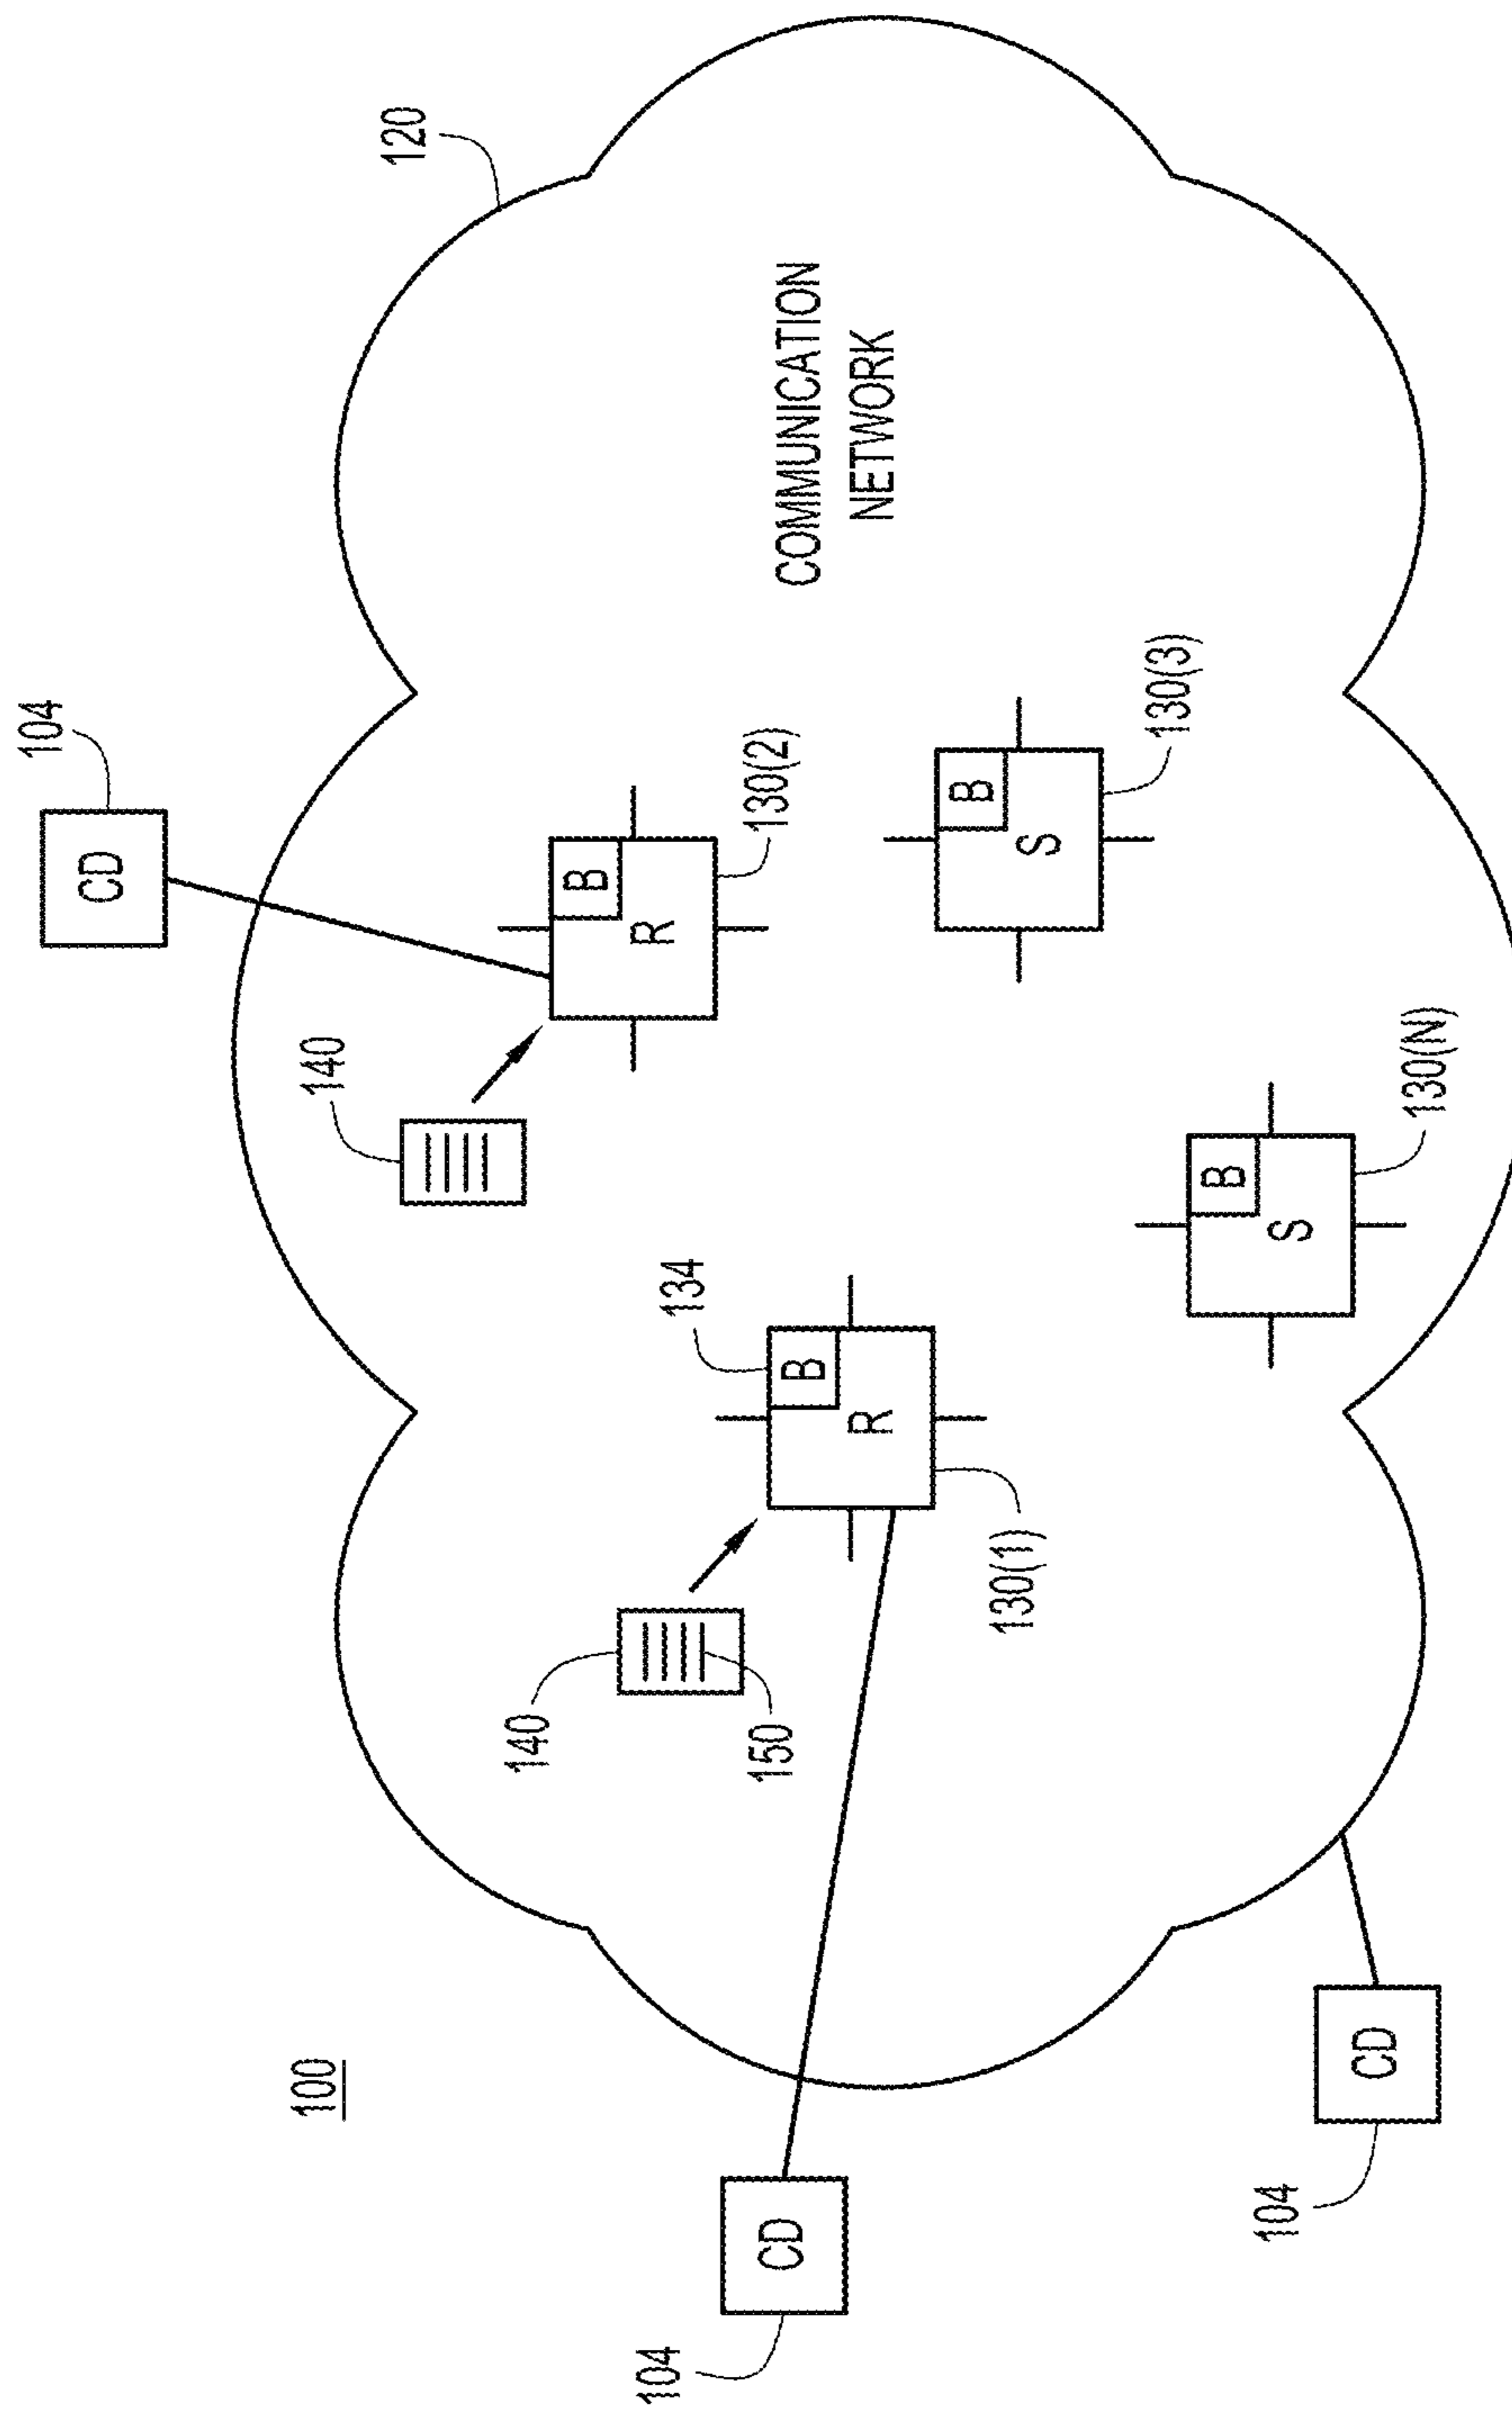 100
120
104
CD
140
B
R
130(2)
COMMUNICATION
NETWORK
134
B
R
130(1)
140
150
B
S
130(3)
B
S
130(N)
CD
104
CD
104